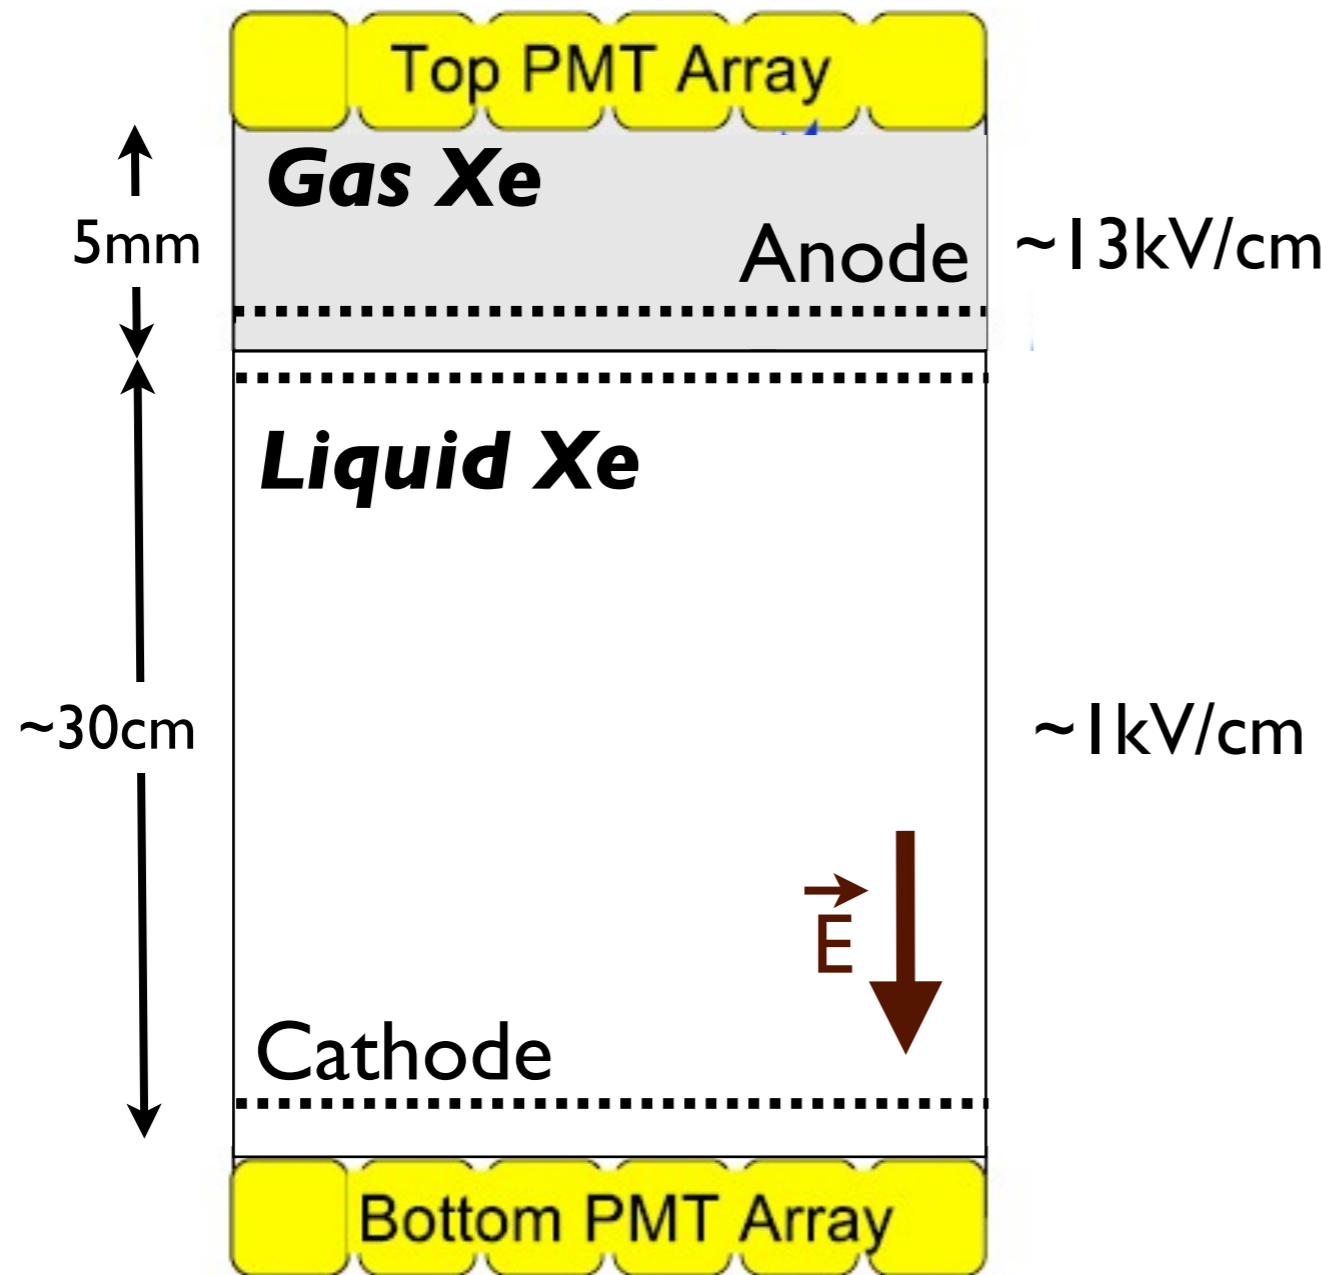 Top PMT Array
Gas Xe
5mm
Anode
~13kV/cm
Liquid Xe
~30cm
~1kV/cm
E
Cathode
Bottom PMT Array